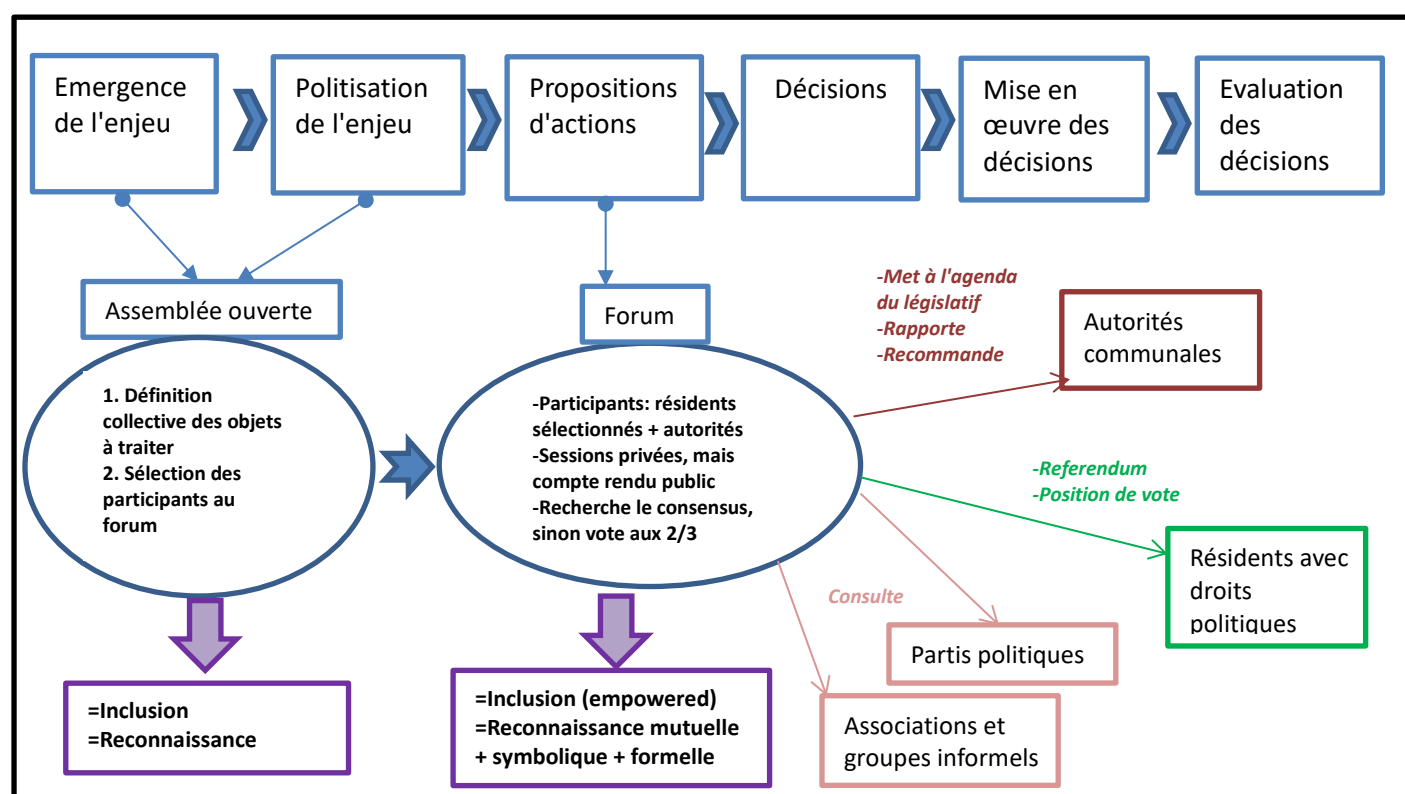 Emergence
de l'enjeu
Politisation
de l'enjeu
Propositions
d'actions
Décisions
Mise en
œuvre des
décisions
Evaluation
des
décisions
Assemblée ouverte
Forum
-Met à l'agenda
du législatif
-Rapporte
-Recommande
Autorités
communales
1. Définition
collective des objets
à traiter
2. Sélection des
participants au
forum
-Participants: résidents
sélectionnés + autorités
-Sessions privées, mais
compte rendu public
-Recherche le consensus,
sinon vote aux 2/3
-Referendum
-Position de vote
Résidents avec
droits
politiques
Consulte
Partis politiques
Associations et
groupes informels
=Inclusion
=Reconnaissance
=Inclusion (empowered)
=Reconnaissance mutuelle
+ symbolique + formelle